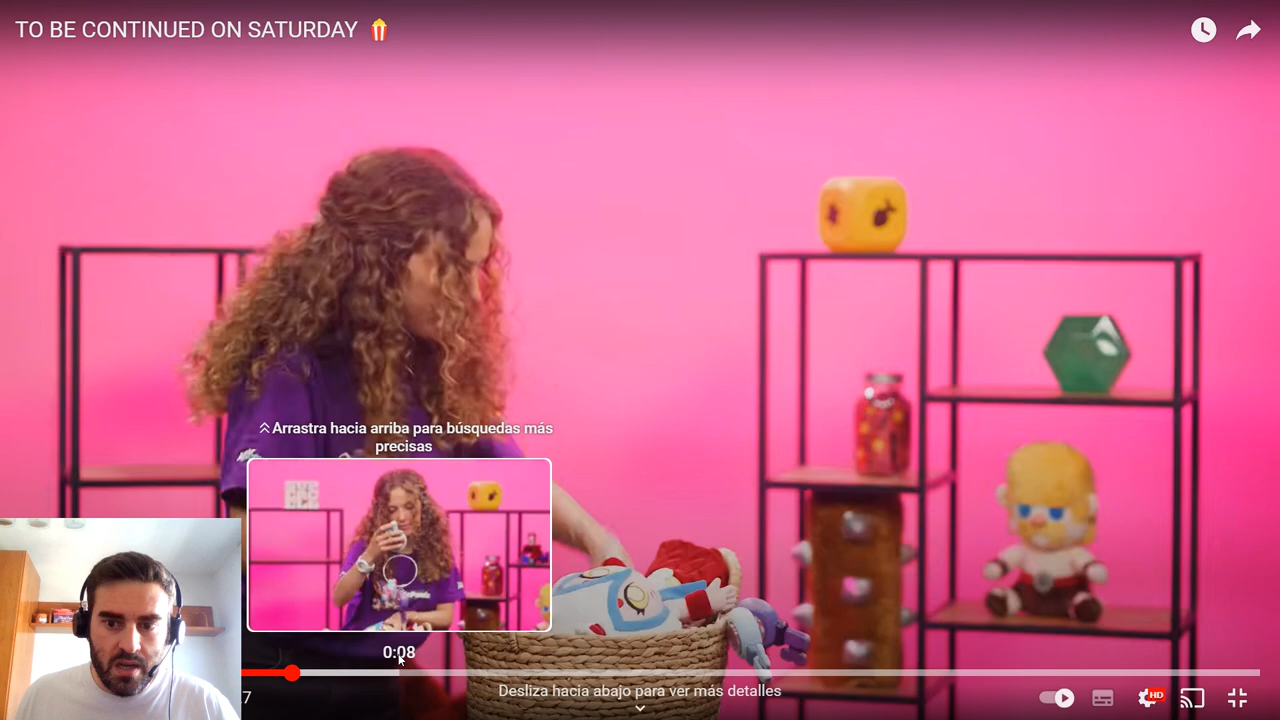 TO BE CONTINUED ON SATURDAY 🍿
Arrastra hacia arriba para búsquedas más
precisas
0:08
7
Desliza hacia abajo para ver más detalles
HD